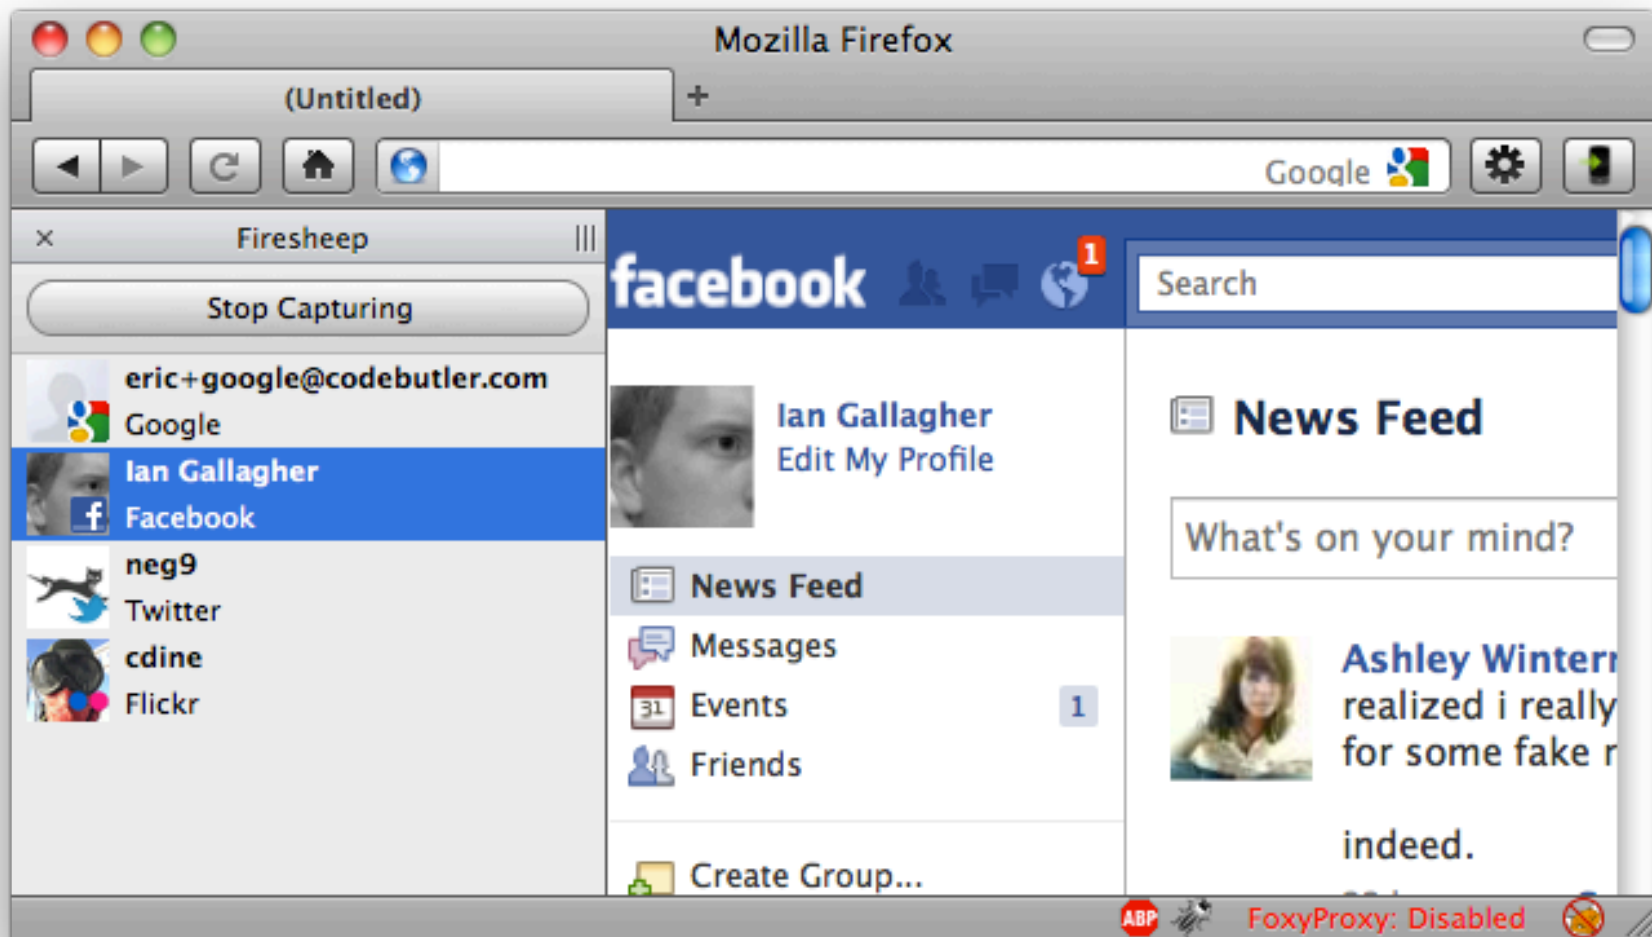 Mozilla Firefox
(Untitled)
+
Google
Firesheep
Stop Capturing
eric+google@codebutler.com
Google
Ian Gallagher
Facebook
neg9
Twitter
cdine
Flickr
facebook
1
Search
Ian Gallagher
Edit My Profile
News Feed
Messages
31
Events
1
Friends
Create Group...
News Feed
What's on your mind?
Ashley
realized i really
for some fake
indeed.
ABP
FoxyProxy: Disabled